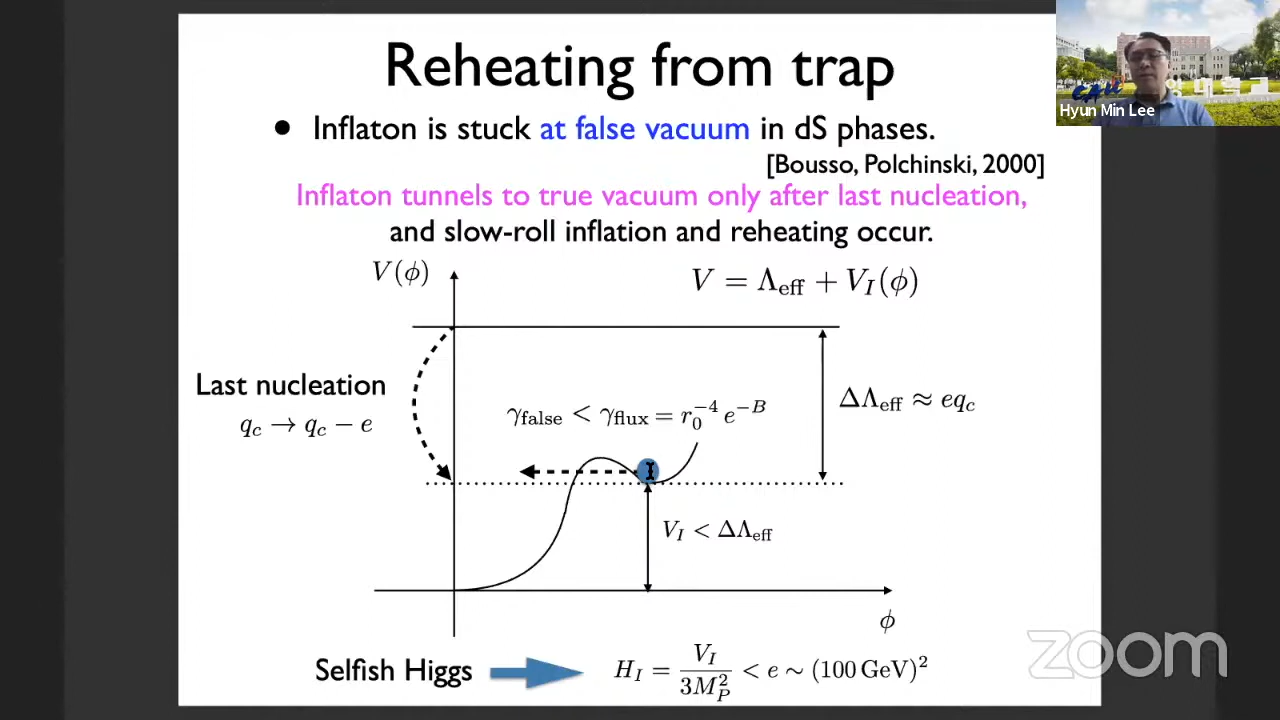 Reheating from trap
• Inflaton is stuck at false vacuum in dS phases.
[Bousso, Polchinski, 2000]
Inflaton tunnels to true vacuum only after last nucleation,
and slow-roll inflation and reheating occur.
V(ϕ)
V = Λ_eff + V_I(ϕ)
Last nucleation
q_c → q_c − e
γ_false < γ_flux = r_0^{−4} e^{−B}
ΔΛ_eff ≈ eq_c
V_I < ΔΛ_eff
ϕ
Selfish Higgs
H_I = V_I / 3M_P^2 < e ∼ (100 GeV)^2
Hyun Min Lee
zoom